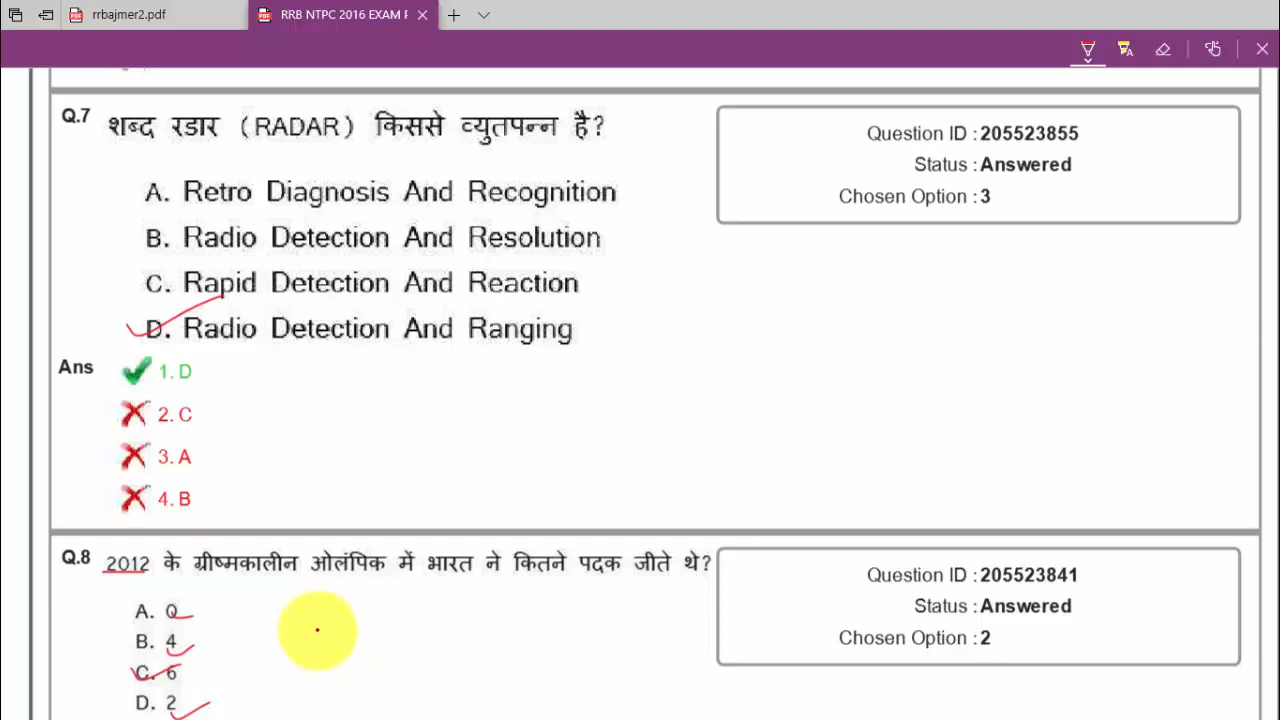 rrbajmer2.pdf
RRB NTPC 2016 EXAM
Q.7 शब्द रडार (RADAR) किससे व्युतपन्न है?
Question ID : 205523855
Status : Answered
Chosen Option : 3
A. Retro Diagnosis And Recognition
B. Radio Detection And Resolution
C. Rapid Detection And Reaction
D. Radio Detection And Ranging
Ans
1. D
2. C
3. A
4. B
Q.8 2012 के ग्रीष्मकालीन ओलंपिक में भारत ने कितने पदक जीते थे?
Question ID : 205523841
Status : Answered
Chosen Option : 2
A. 0
B. 4
C. 6
D. 2